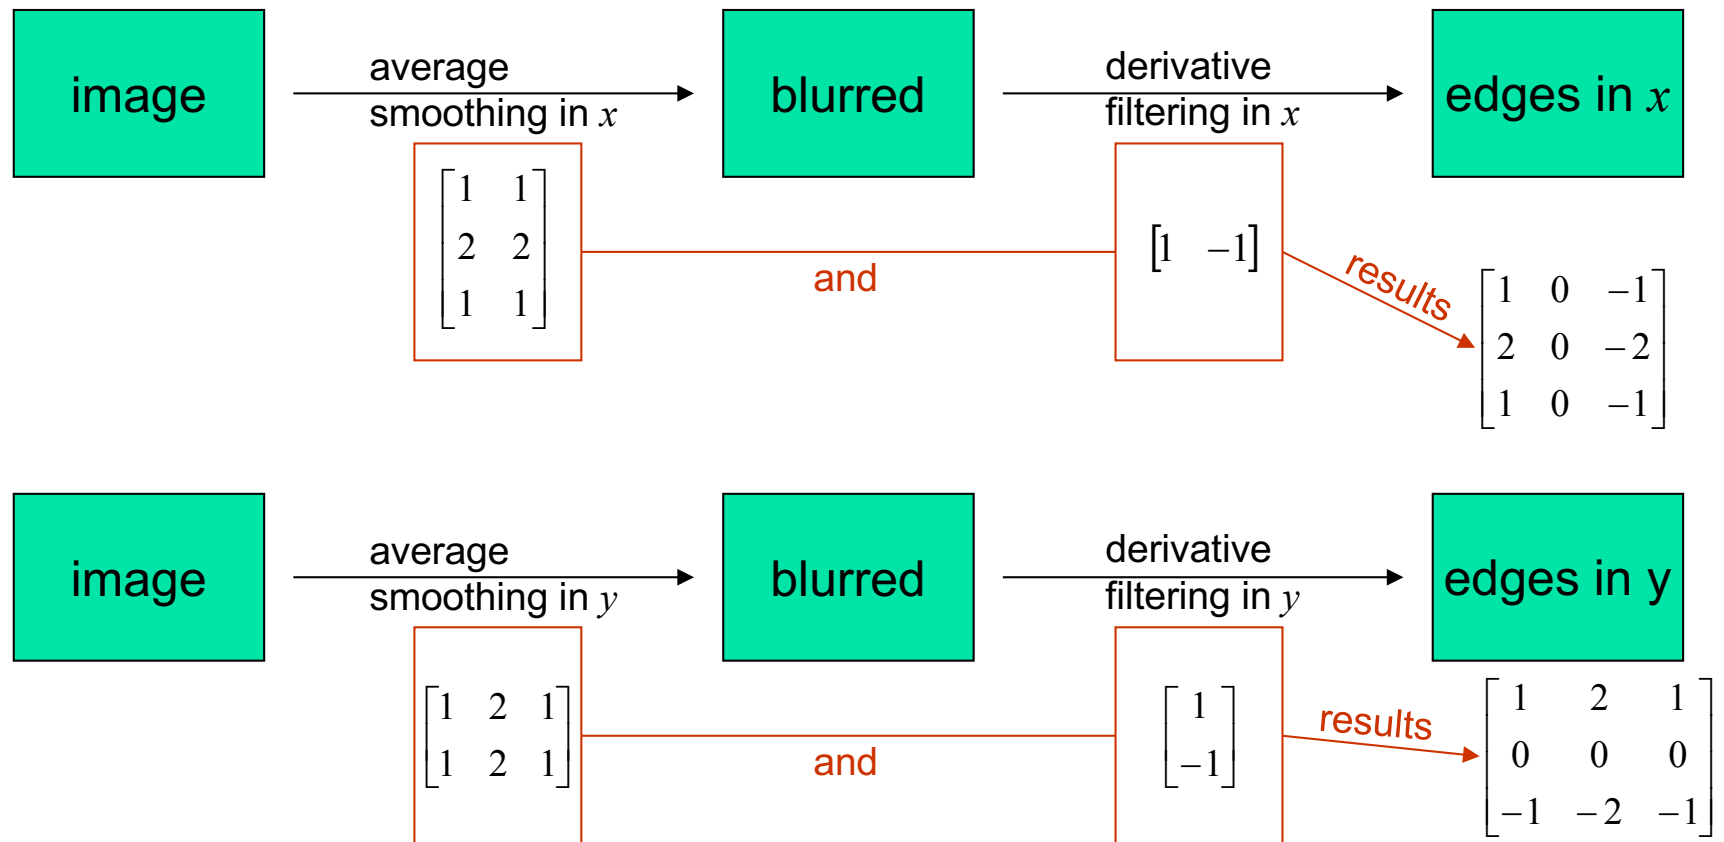 image
average
smoothing in x
blurred
derivative
filtering in x
edges in x
[1 1
2 2
1 1]
and
[1 −1]
results
[1 0 −1
2 0 −2
1 0 −1]
image
average
smoothing in y
blurred
derivative
filtering in y
edges in y
[1 2 1
1 2 1]
and
[1
−1]
results
[1 2 1
0 0 0
−1 −2 −1]